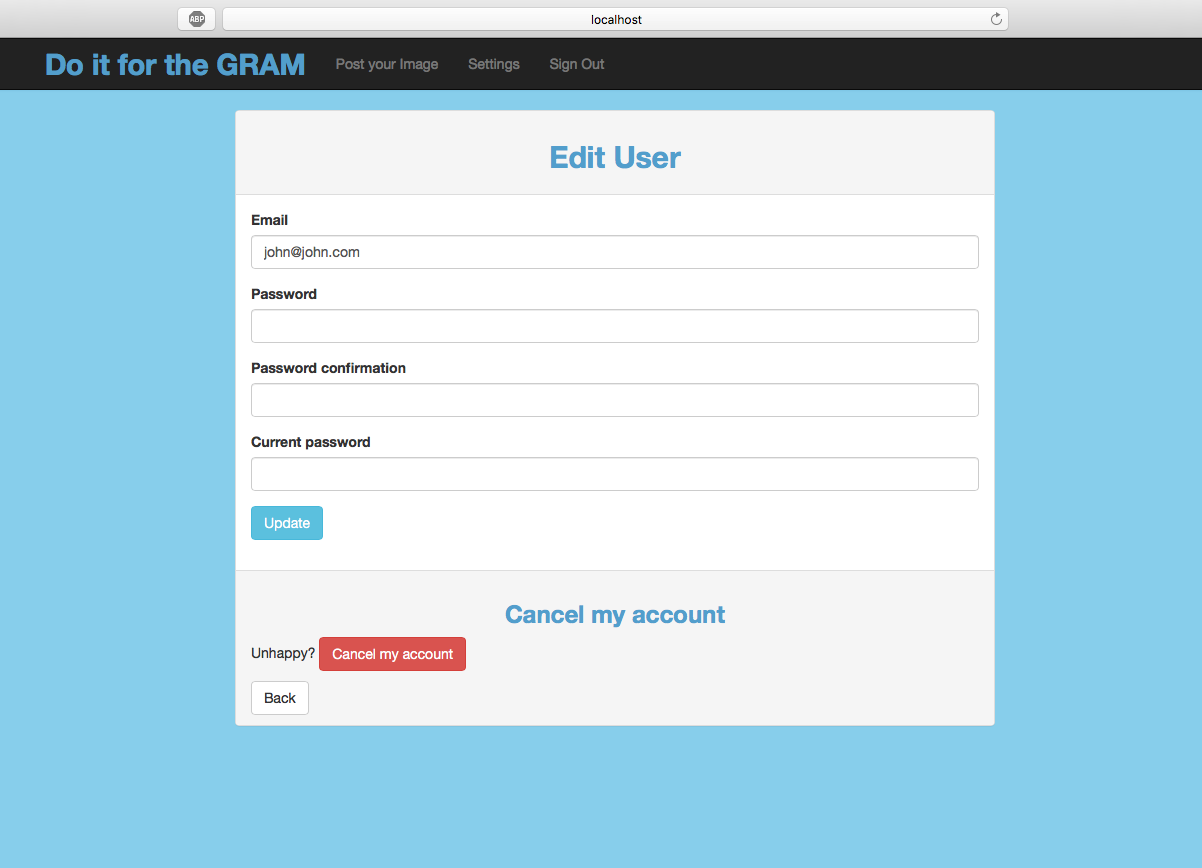 ABP
localhost
Do it for the GRAM Post your Image Settings Sign Out
Edit User
Email
john@john.com
Password
Password confirmation
Current password
Update
Cancel my account
Unhappy? Cancel my account
Back